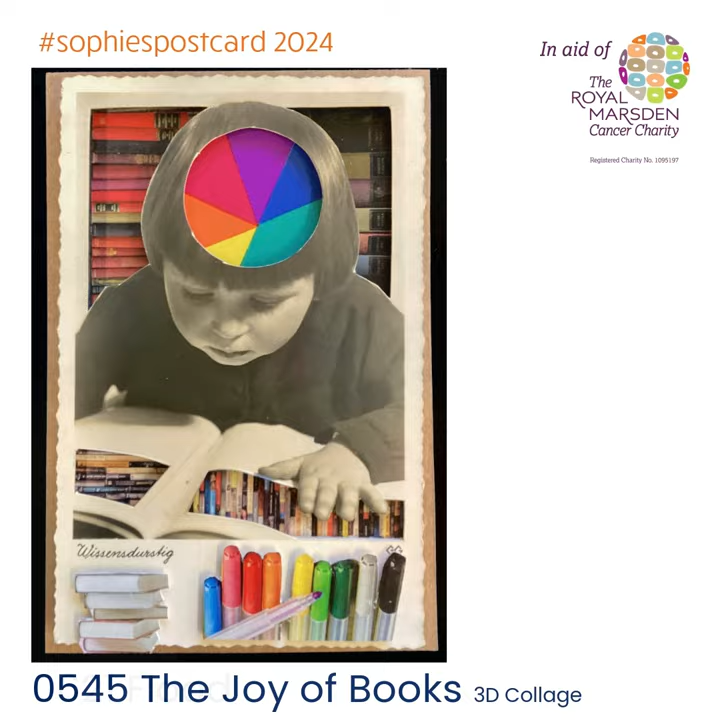 #sophiespostcard 2024
In aid of
The
ROYAL
MARSDEN
Cancer Charity
Registered Charity No. 1095197
Wissensdurstig
0545 The Joy of Books 3D Collage